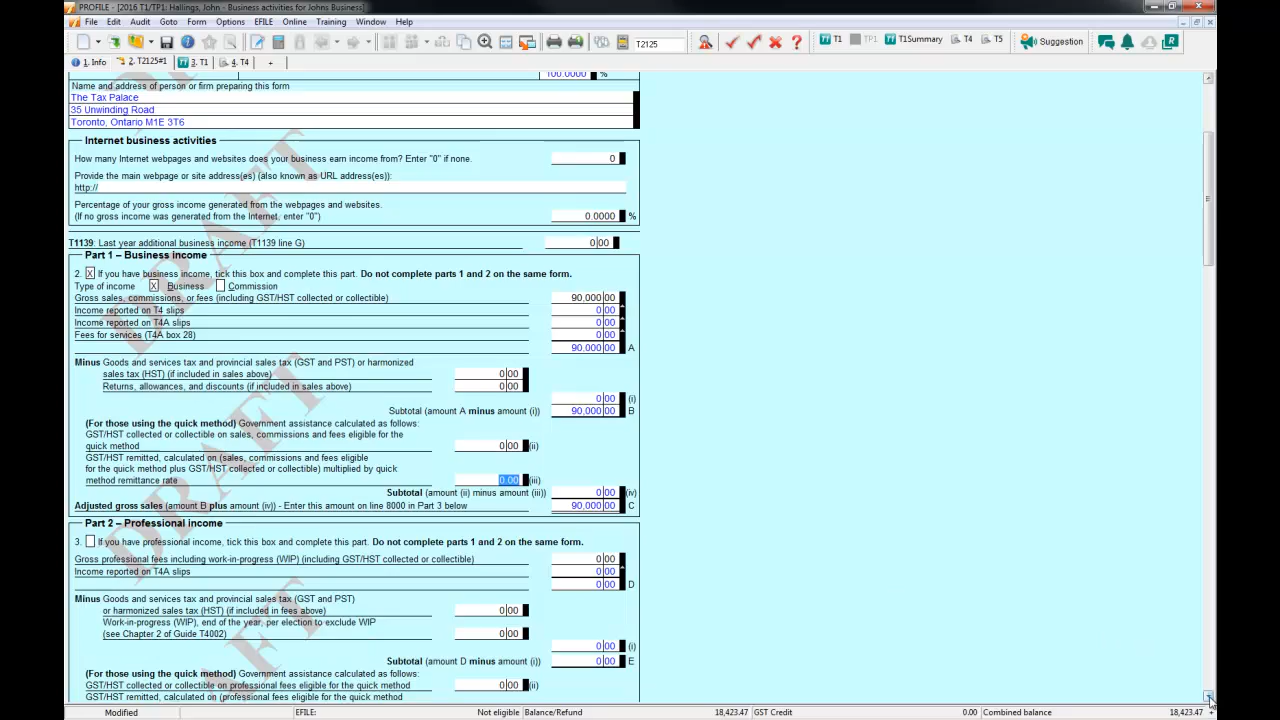 PROFILE - [2016 T1/TP1: Hallings, John - Business activities for Johns Business]
File Edit Audit Goto Form Options EFILE Online Training Window Help
T2125 T1 TP1 T1Summary T4 T5 Suggestion
1. Info 2. T2125#1 3. T1 4. T4 +
100.0000 %
Name and address of person or firm preparing this form
The Tax Palace
35 Unwinding Road
Toronto, Ontario M1E 3T6
Internet business activities
How many Internet webpages and websites does your business earn income from? Enter "0" if none. 0
Provide the main webpage or site address(es) (also known as URL address(es)):
http://
Percentage of your gross income generated from the webpages and websites.
(If no gross income was generated from the Internet, enter "0") 0.0000 %
T1139: Last year additional business income (T1139 line G) 0 00
Part 1 – Business income
2. X If you have business income, tick this box and complete this part. Do not complete parts 1 and 2 on the same form.
Type of income X Business Commission
Gross sales, commissions, or fees (including GST/HST collected or collectible) 90,000 00
Income reported on T4 slips 0 00
Income reported on T4A slips 0 00
Fees for services (T4A box 28) 0 00
90,000 00 A
Minus Goods and services tax and provincial sales tax (GST and PST) or harmonized
sales tax (HST) (if included in sales above) 0 00
Returns, allowances, and discounts (if included in sales above) 0 00
0 00 (i)
Subtotal (amount A minus amount (i)) 90,000 00 B
(For those using the quick method) Government assistance calculated as follows:
GST/HST collected or collectible on sales, commissions and fees eligible for the
quick method 0 00 (ii)
GST/HST remitted, calculated on (sales, commissions and fees eligible
for the quick method plus GST/HST collected or collectible) multiplied by quick
method remittance rate 0.00 (iii)
Subtotal (amount (ii) minus amount (iii)) 0 00 (iv)
Adjusted gross sales (amount B plus amount (iv)) - Enter this amount on line 8000 in Part 3 below 90,000 00 C
Part 2 – Professional income
3. If you have professional income, tick this box and complete this part. Do not complete parts 1 and 2 on the same form.
Gross professional fees including work-in-progress (WIP) (including GST/HST collected or collectible) 0 00
Income reported on T4A slips 0 00
0 00 D
Minus Goods and services tax and provincial sales tax (GST and PST)
or harmonized sales tax (HST) (if included in fees above) 0 00
Work-in-progress (WIP), end of the year, per election to exclude WIP
(see Chapter 2 of Guide T4002) 0 00
0 00 (i)
Subtotal (amount D minus amount (i)) 0 00 E
(For those using the quick method) Government assistance calculated as follows:
GST/HST collected or collectible on professional fees eligible for the quick method 0 00 (ii)
GST/HST remitted, calculated on (professional fees eligible for the quick method
DRAFT
DRAFT
DRAFT
Modified EFILE: Not eligible Balance/Refund 18,423.47 GST Credit 0.00 Combined balance 18,423.47